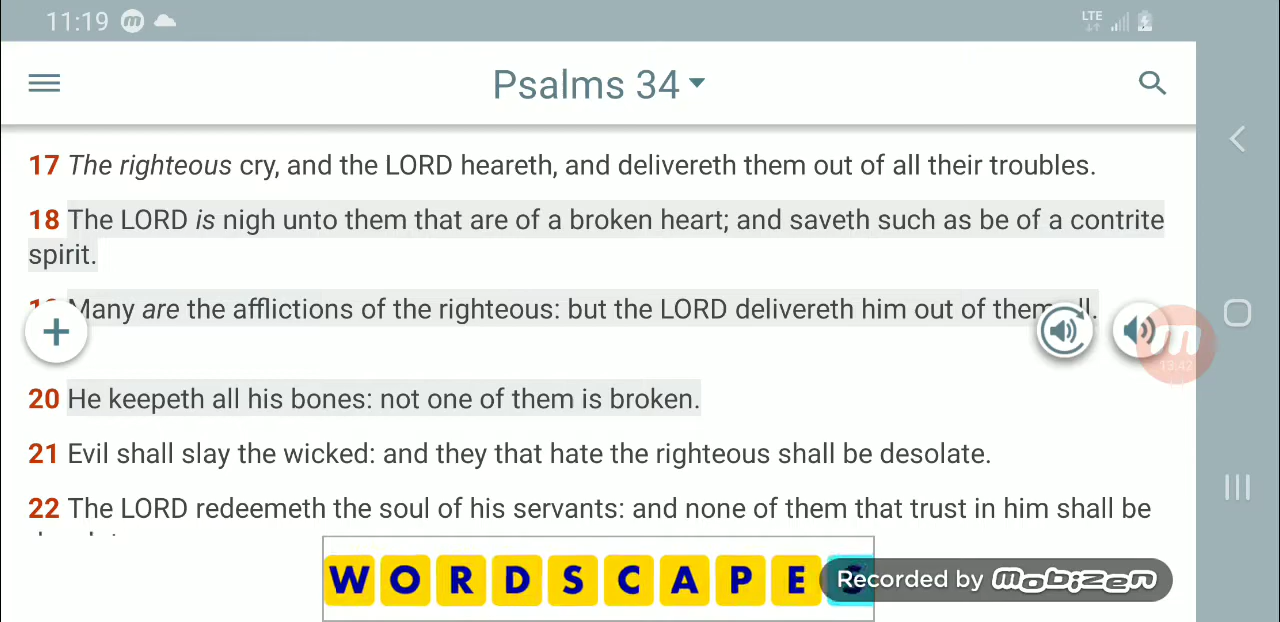 11:19 LTE
Psalms 34
17 The righteous cry, and the LORD heareth, and delivereth them out of all their troubles.
18 The LORD is nigh unto them that are of a broken heart; and saveth such as be of a contrite
spirit.
Many are the afflictions of the righteous: but the LORD delivereth him out of them all.
13:42
20 He keepeth all his bones: not one of them is broken.
21 Evil shall slay the wicked: and they that hate the righteous shall be desolate.
22 The LORD redeemeth the soul of his servants: and none of them that trust in him shall be
WORDSCAPES
Recorded by Mobizen